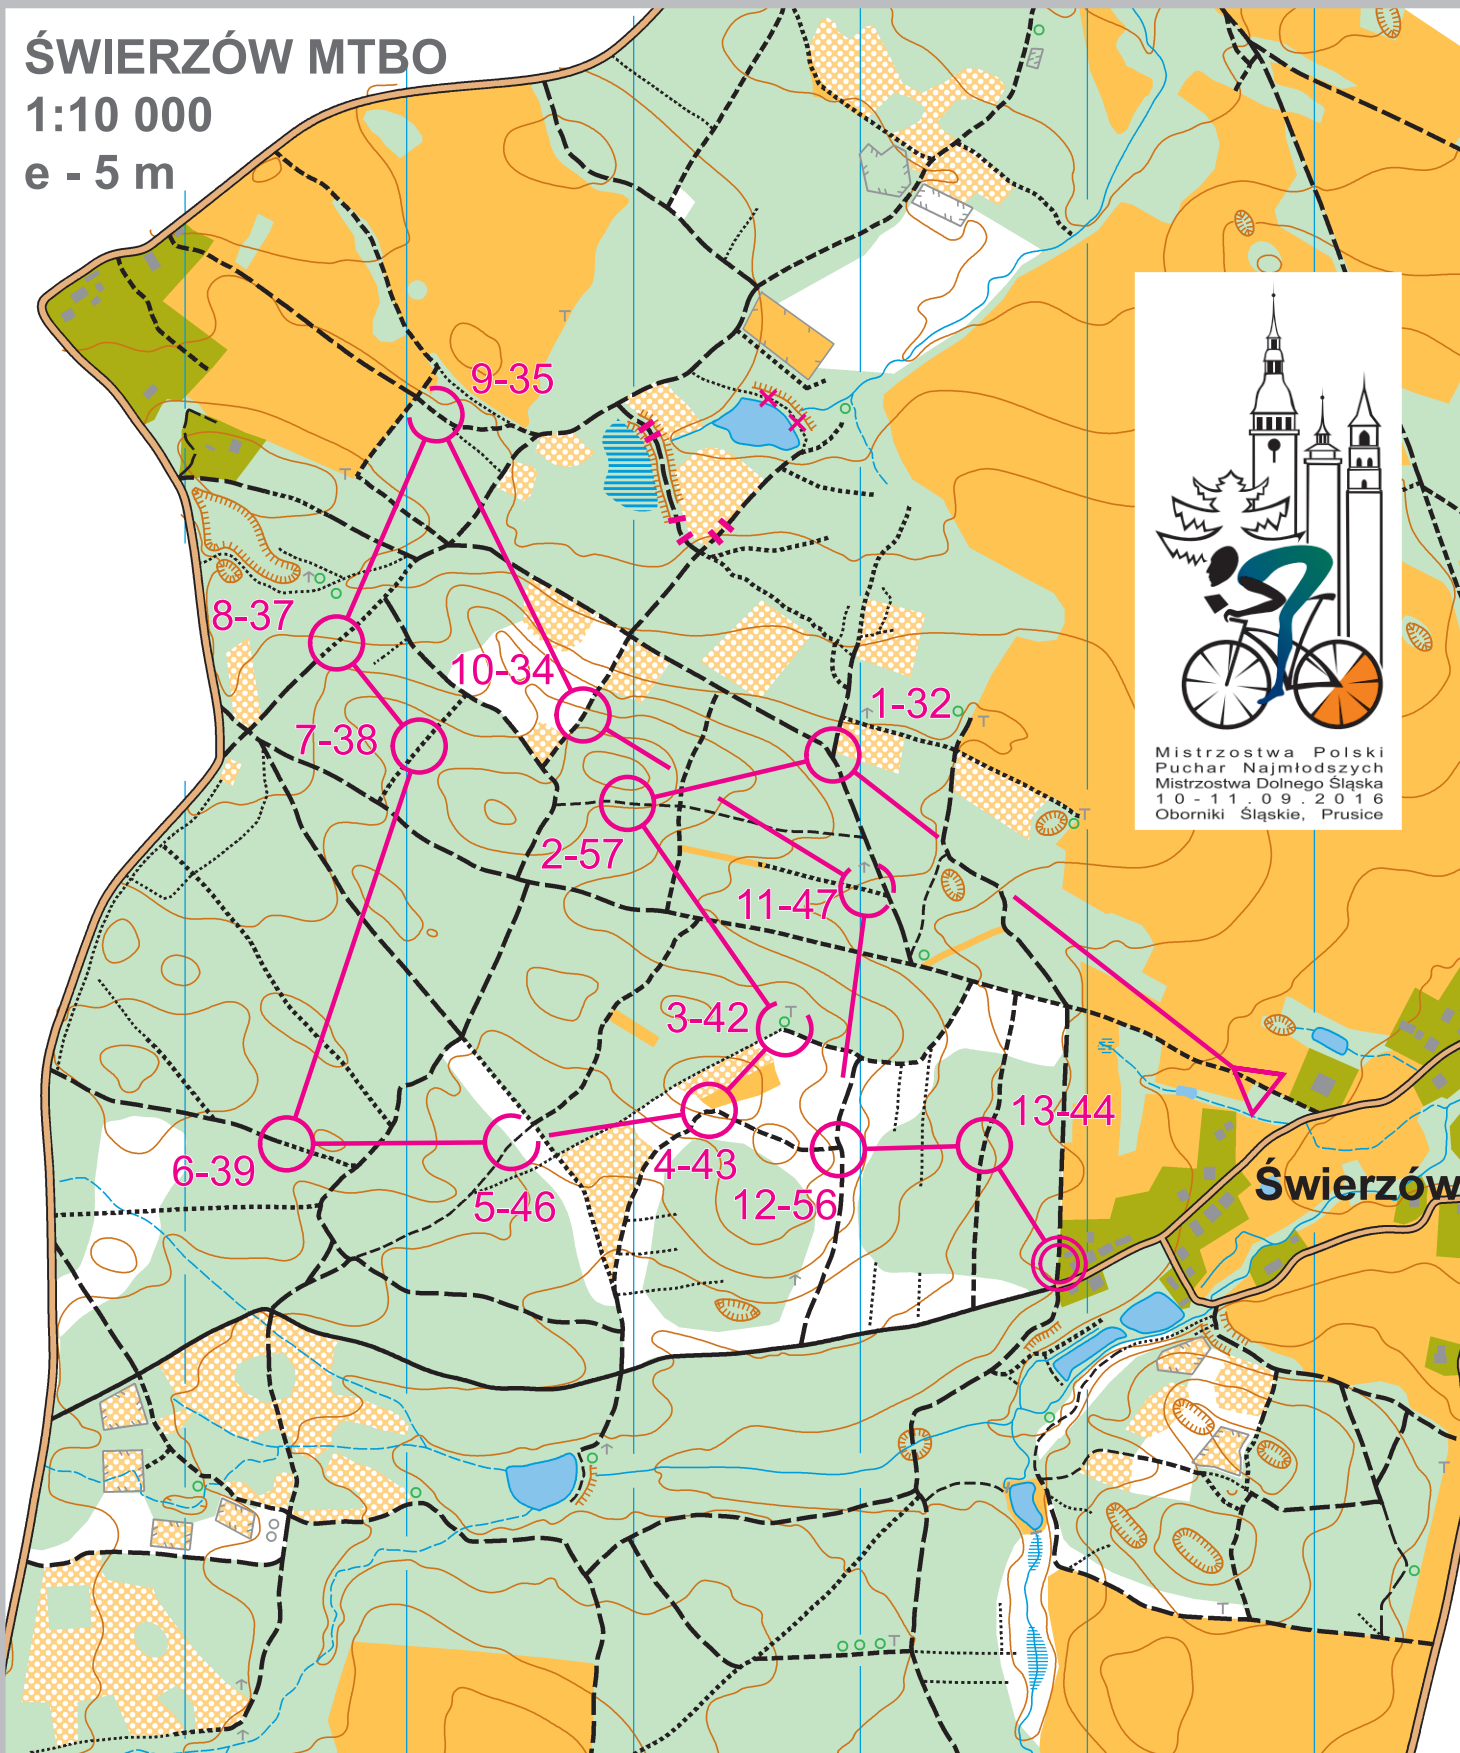 ŚWIERZÓW MTBO
1:10 000
e - 5 m
9-35
8-37
10-34
1-32
7-38
Mistrzostwa Polski
Puchar Najmłodszych
Mistrzostwa Dolnego Śląska
10-11.09.2016
Oborniki Śląskie, Prusice
2-57
11-47
3-42
13-44
6-39
4-43
5-46
12-56
Świerzów